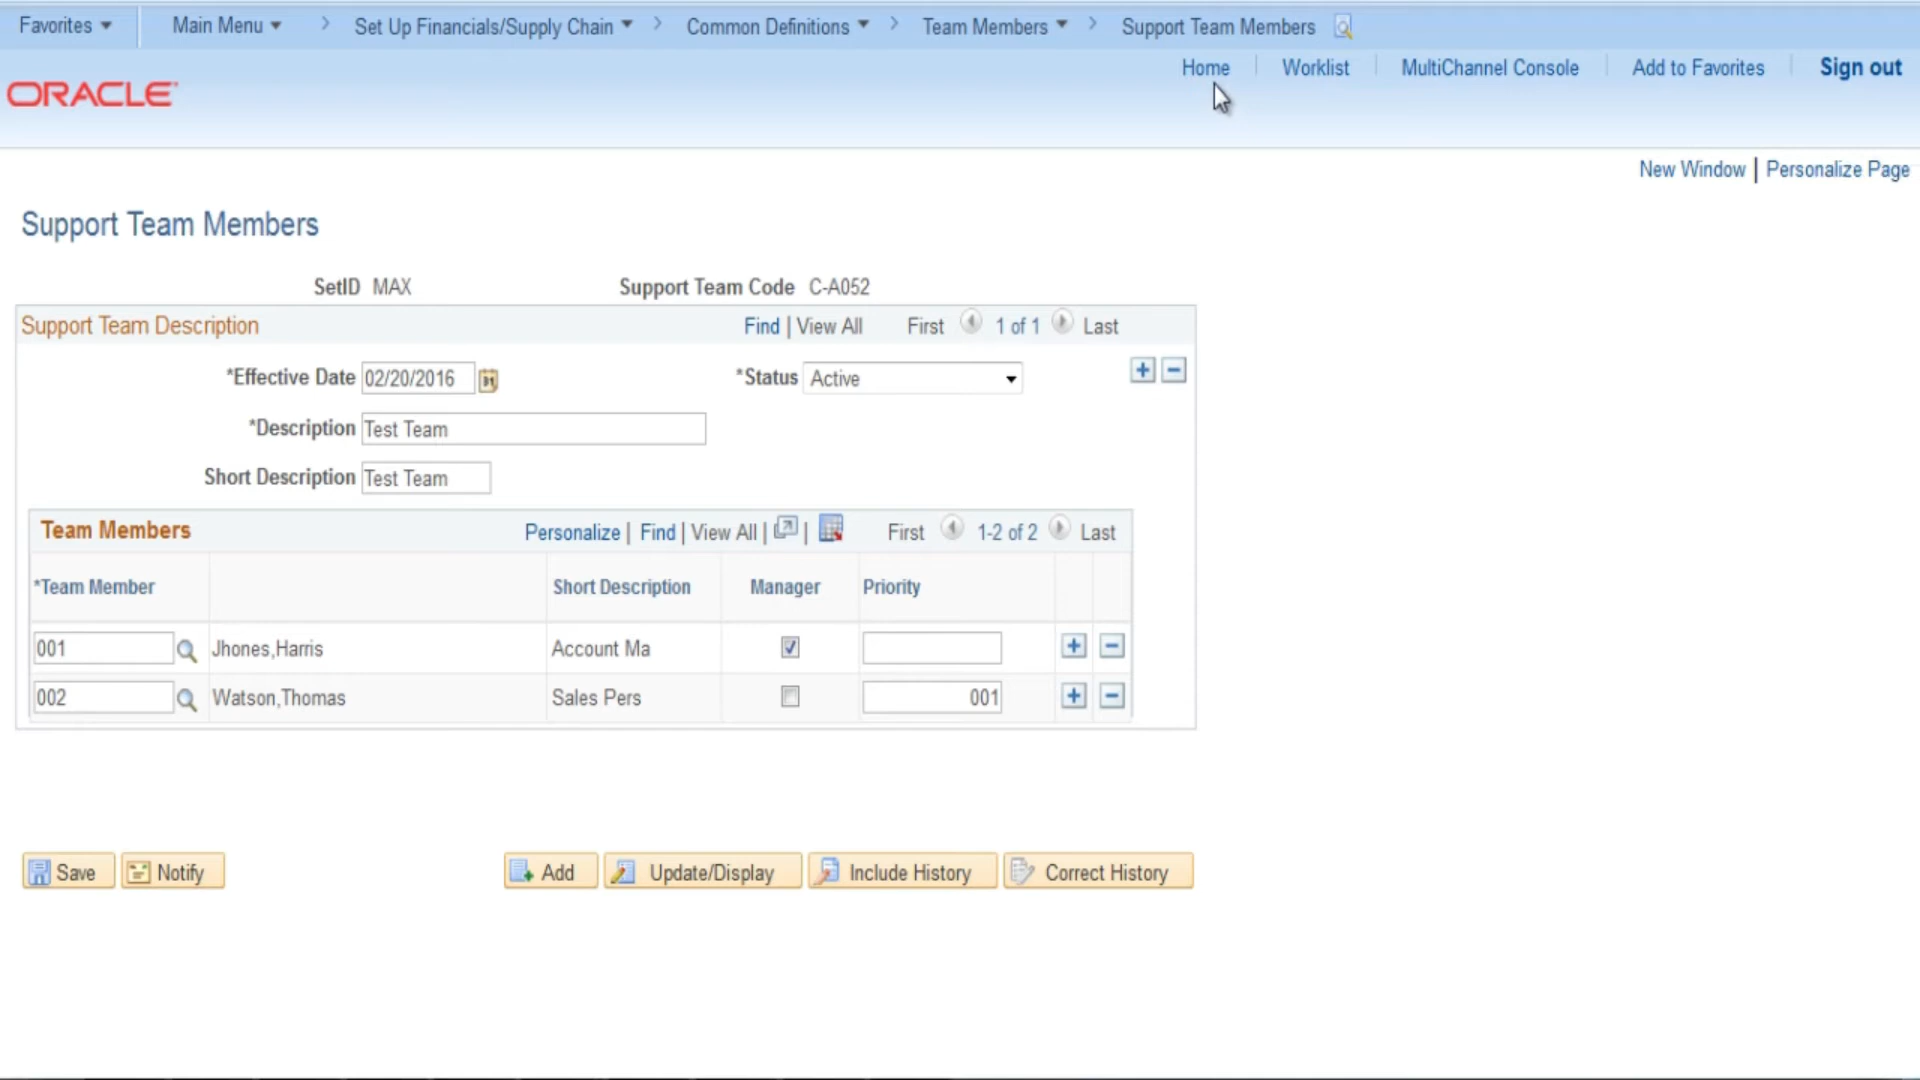 Favorites Main Menu > Set Up Financials/Supply Chain > Common Definitions > Team Members > Support Team Members
Home Worklist MultiChannel Console Add to Favorites Sign out
ORACLE
New Window | Personalize Page
Support Team Members
SetID MAX Support Team Code C-A052
Support Team Description Find | View All First 1 of 1 Last
*Effective Date 02/20/2016 *Status Active
*Description Test Team
Short Description Test Team
Team Members Personalize | Find | View All | | First 1-2 of 2 Last
*Team Member Short Description Manager Priority
001 Jhones,Harris Account Ma
002 Watson,Thomas Sales Pers 001
Save Notify Add Update/Display Include History Correct History